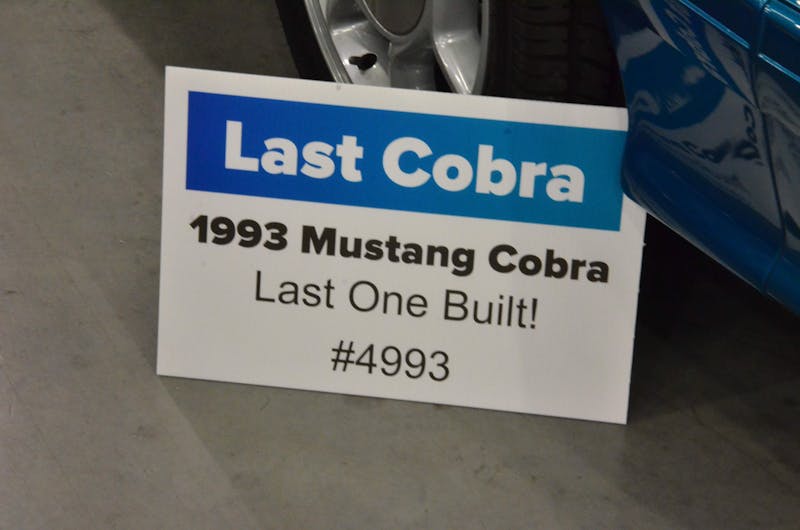 Last Cobra
1993 Mustang Cobra
Last One Built!
#4993